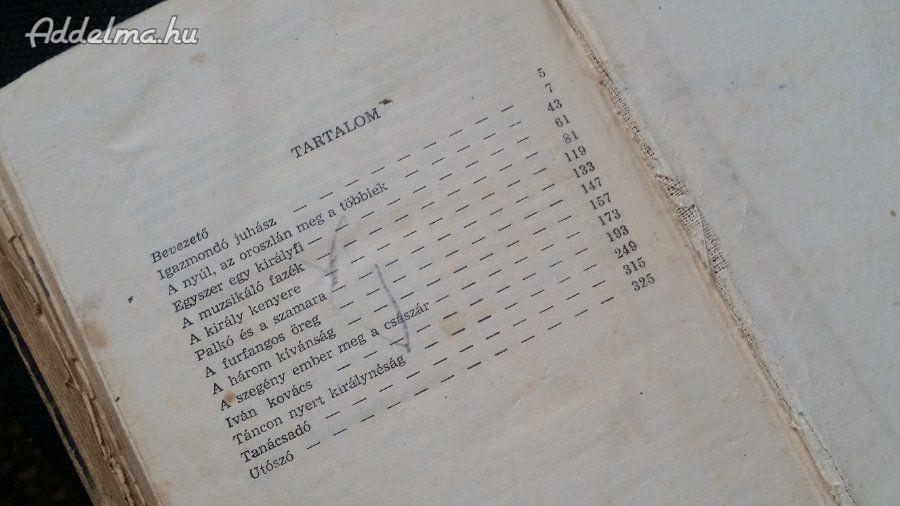 Addelma.hu
TARTALOM
Bevezető 5
Igazmondó juhász — — — — — — 7
A nyúl, az oroszlán meg a többiek — — — 43
Egyszer egy királyfi — — — — — — 61
A muzsikáló fazék — — — — — — 81
A király kenyere — — — — — — 119
Palkó és a szamara — — — — — — 133
A furfangos öreg — — — — — — 147
A három kívánság — — — — — — 157
A szegény ember meg a császár — — — — 173
Iván kovács — — — — — — — 193
Táncon nyert királynéság — — — — — 249
Tanácsadó — — — — — — — 315
Utószó — — — — — — — — 325